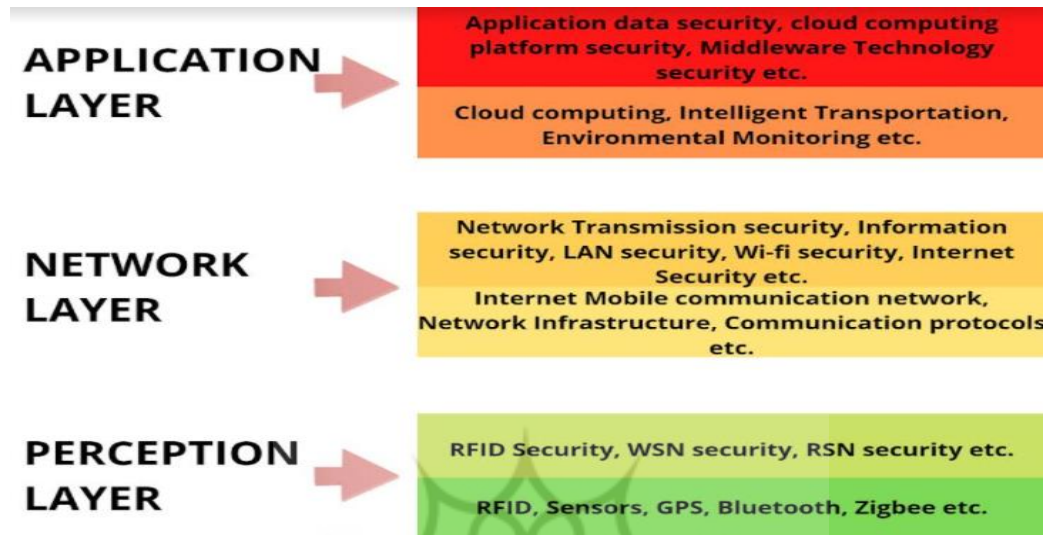 APPLICATION
LAYER
Application data security, cloud computing
platform security, Middleware Technology
security etc.
Cloud computing, Intelligent Transportation,
Environmental Monitoring etc.
NETWORK
LAYER
Network Transmission security, Information
security, LAN security, Wi-fi security, Internet
Security etc.
Internet Mobile communication network,
Network Infrastructure, Communication protocols
etc.
PERCEPTION
LAYER
RFID Security, WSN security, RSN security etc.
RFID, Sensors, GPS, Bluetooth, Zigbee etc.